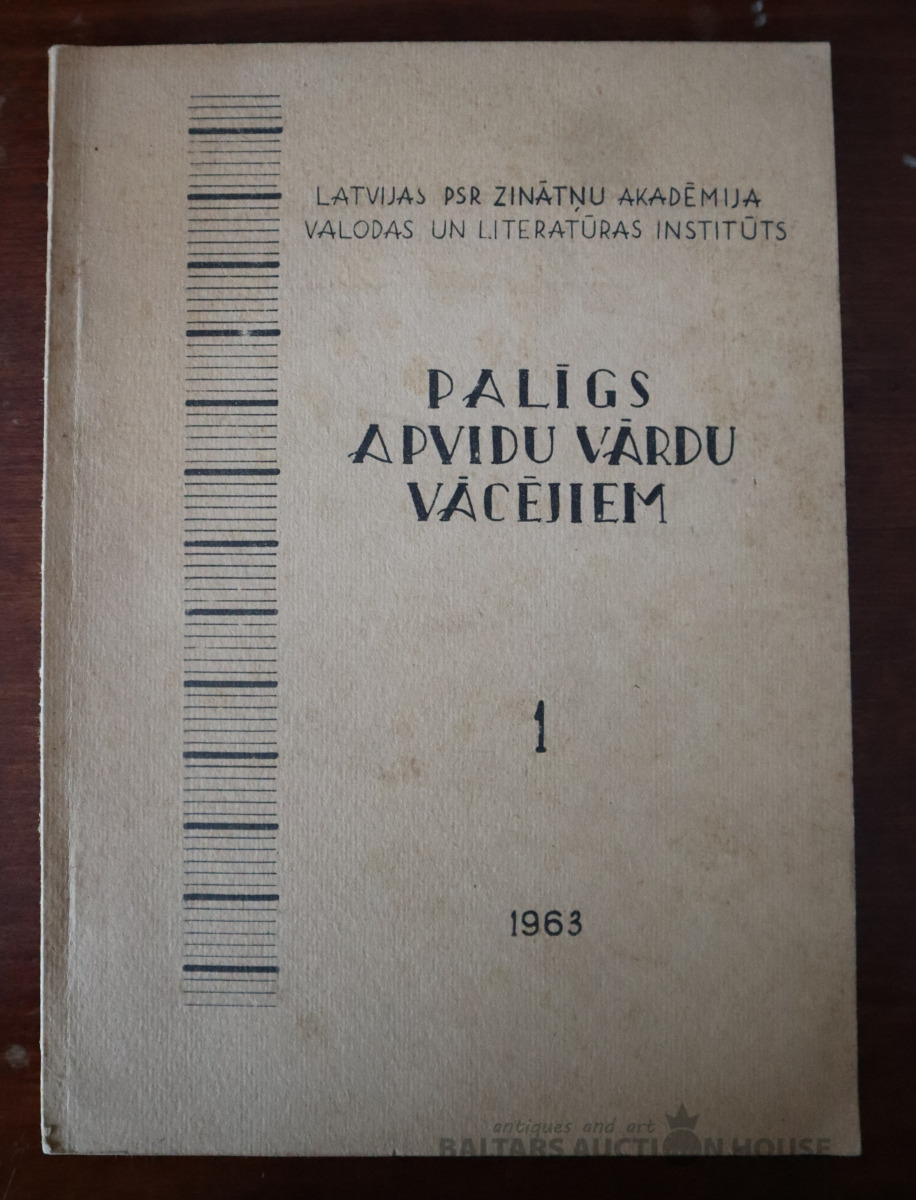 LATVIJAS PSR ZINĀTŅU AKADĒMIJA
VALODAS UN LITERATŪRAS INSTITŪTS
PALĪGS
APVIDU VĀRDU
VĀCĒJIEM
1
1963
antiques and art
BALTARS AUCTION HOUSE